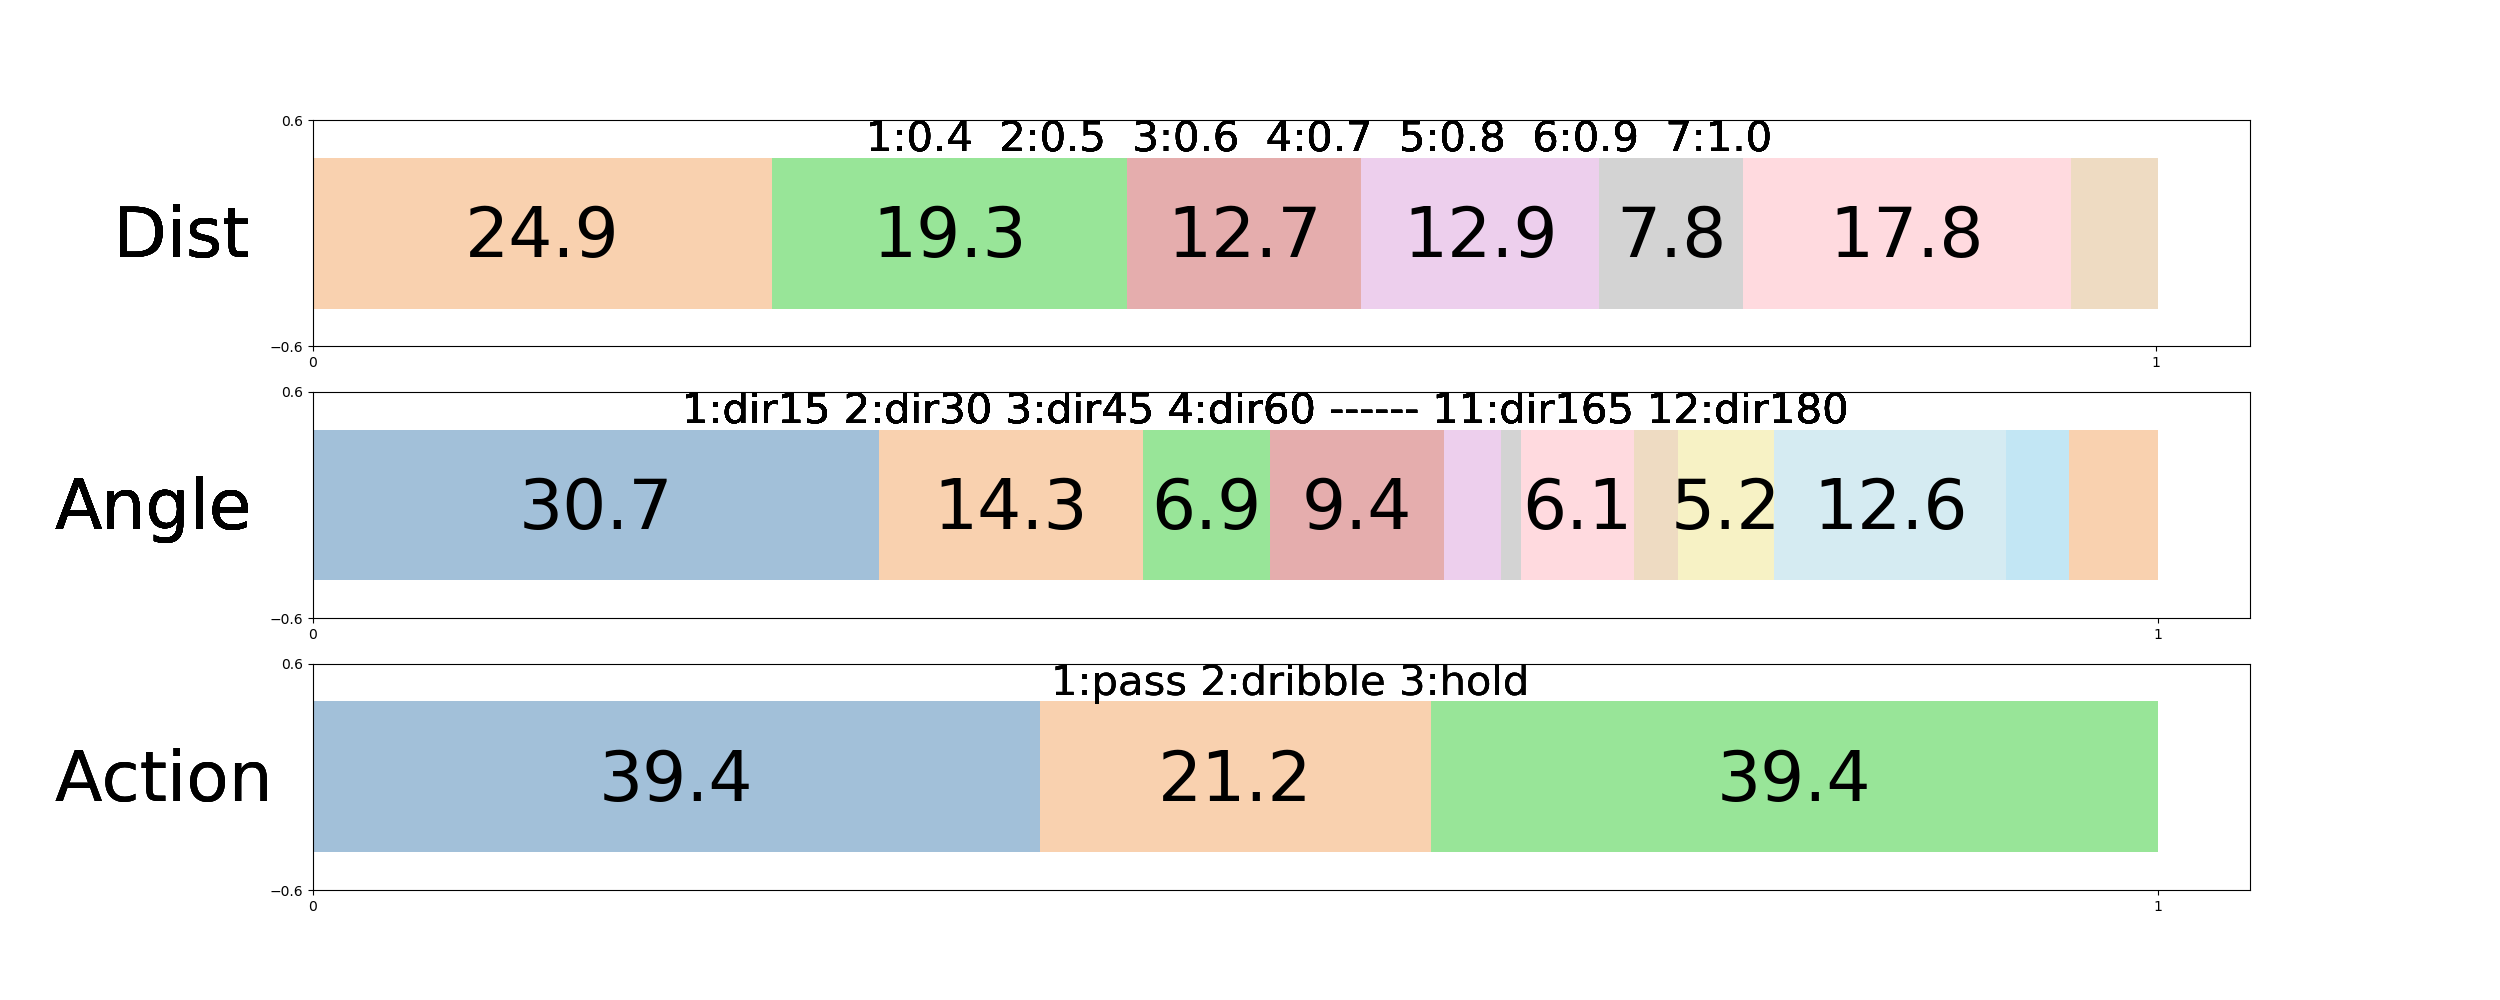 0.6
1:0.4 2:0.5 3:0.6 4:0.7 5:0.8 6:0.9 7:1.0
Dist 24.9 19.3 12.7 12.9 7.8 17.8
−0.6
0 1
0.6
1:dir15 2:dir30 3:dir45 4:dir60 ------ 11:dir165 12:dir180
Angle 30.7 14.3 6.9 9.4 6.1 5.2 12.6
−0.6
0 1
0.6
1:pass 2:dribble 3:hold
Action 39.4 21.2 39.4
−0.6
0 1